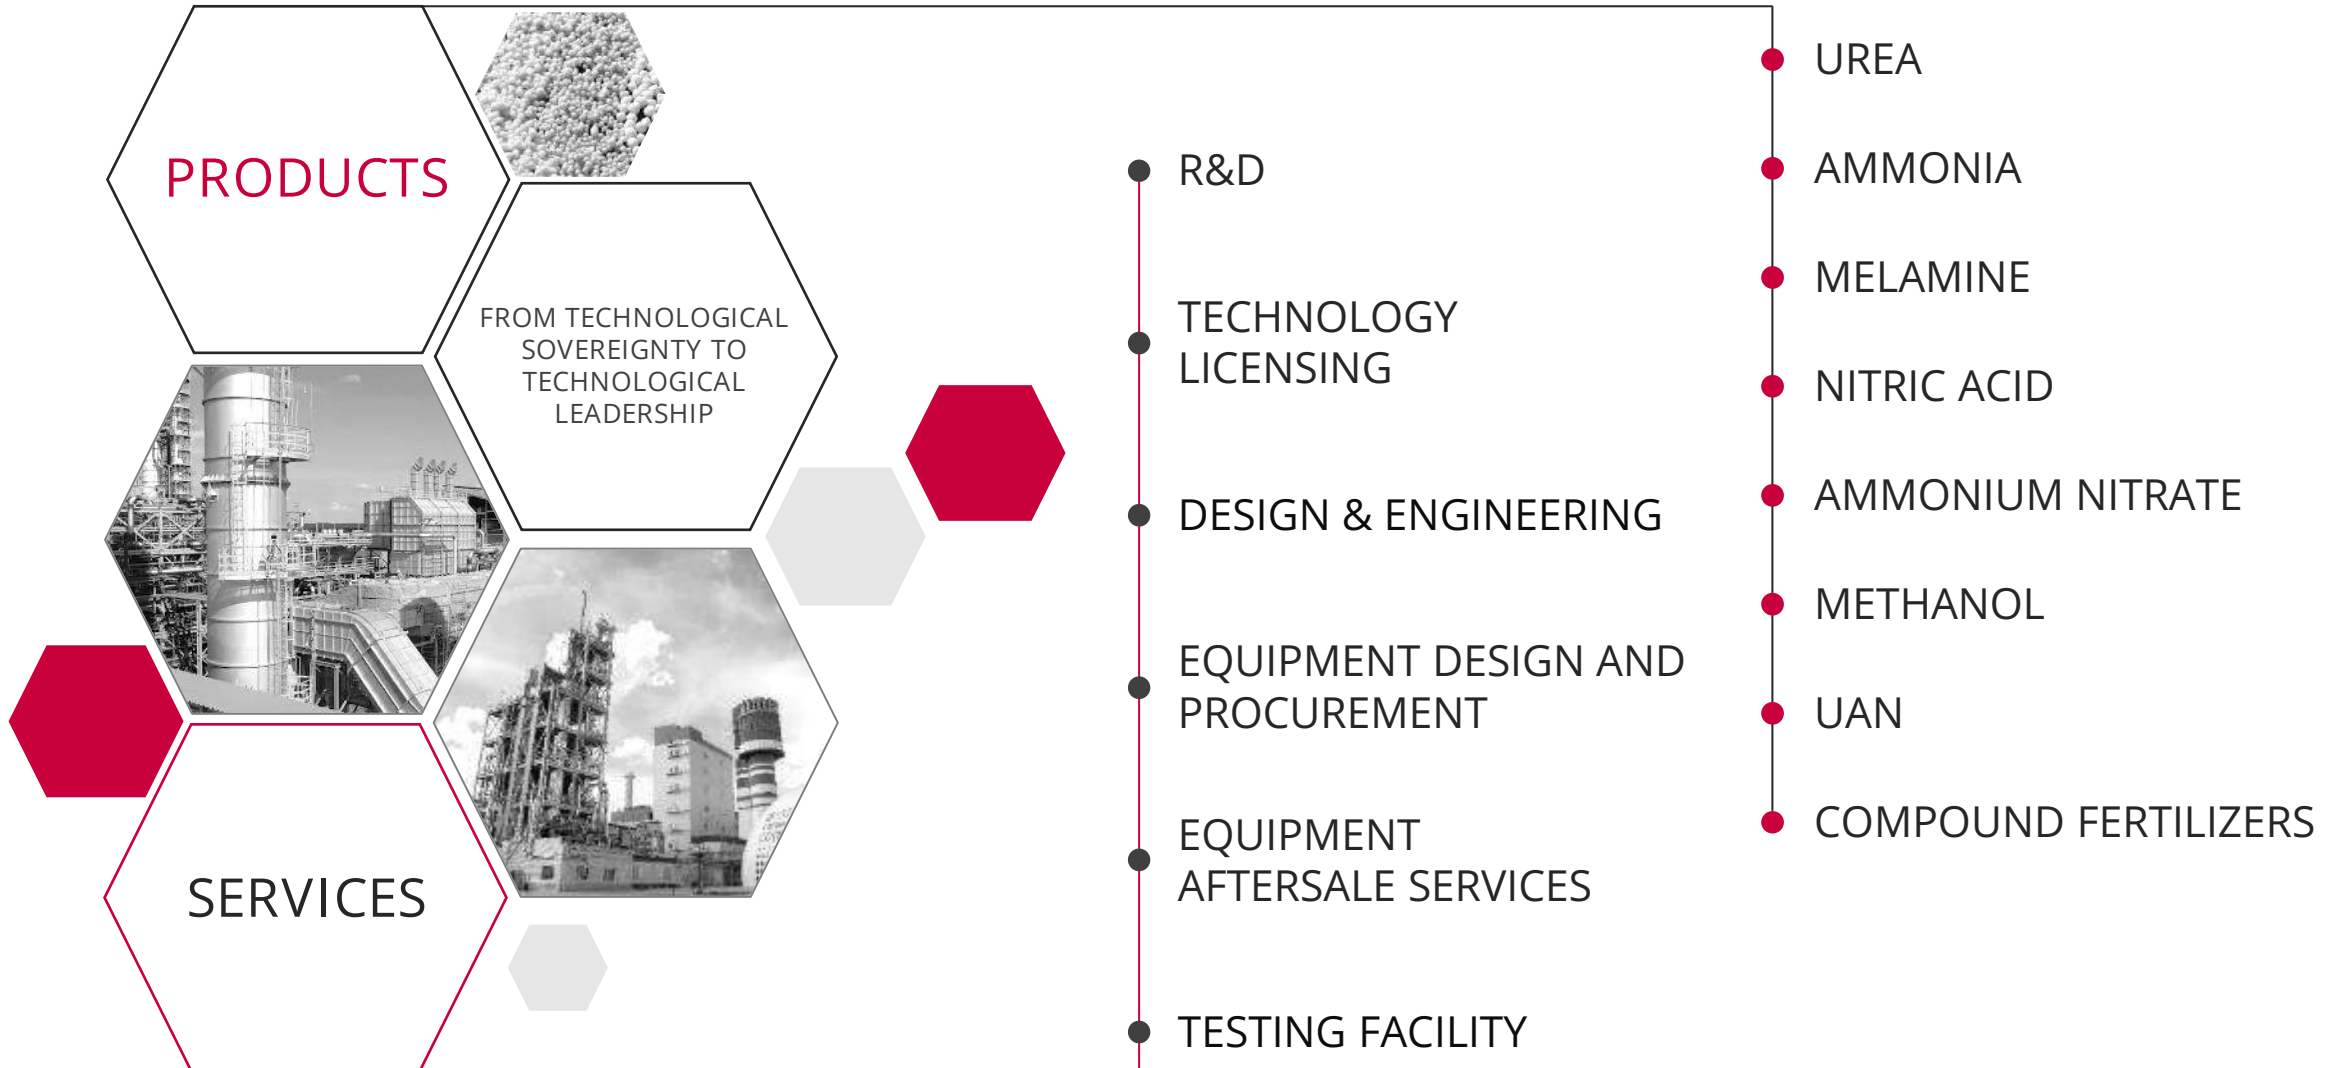 PRODUCTS
FROM TECHNOLOGICAL
SOVEREIGNTY TO
TECHNOLOGICAL
LEADERSHIP
SERVICES
R&D
TECHNOLOGY
LICENSING
DESIGN & ENGINEERING
EQUIPMENT DESIGN AND
PROCUREMENT
EQUIPMENT
AFTERSALE SERVICES
TESTING FACILITY
UREA
AMMONIA
MELAMINE
NITRIC ACID
AMMONIUM NITRATE
METHANOL
UAN
COMPOUND FERTILIZERS